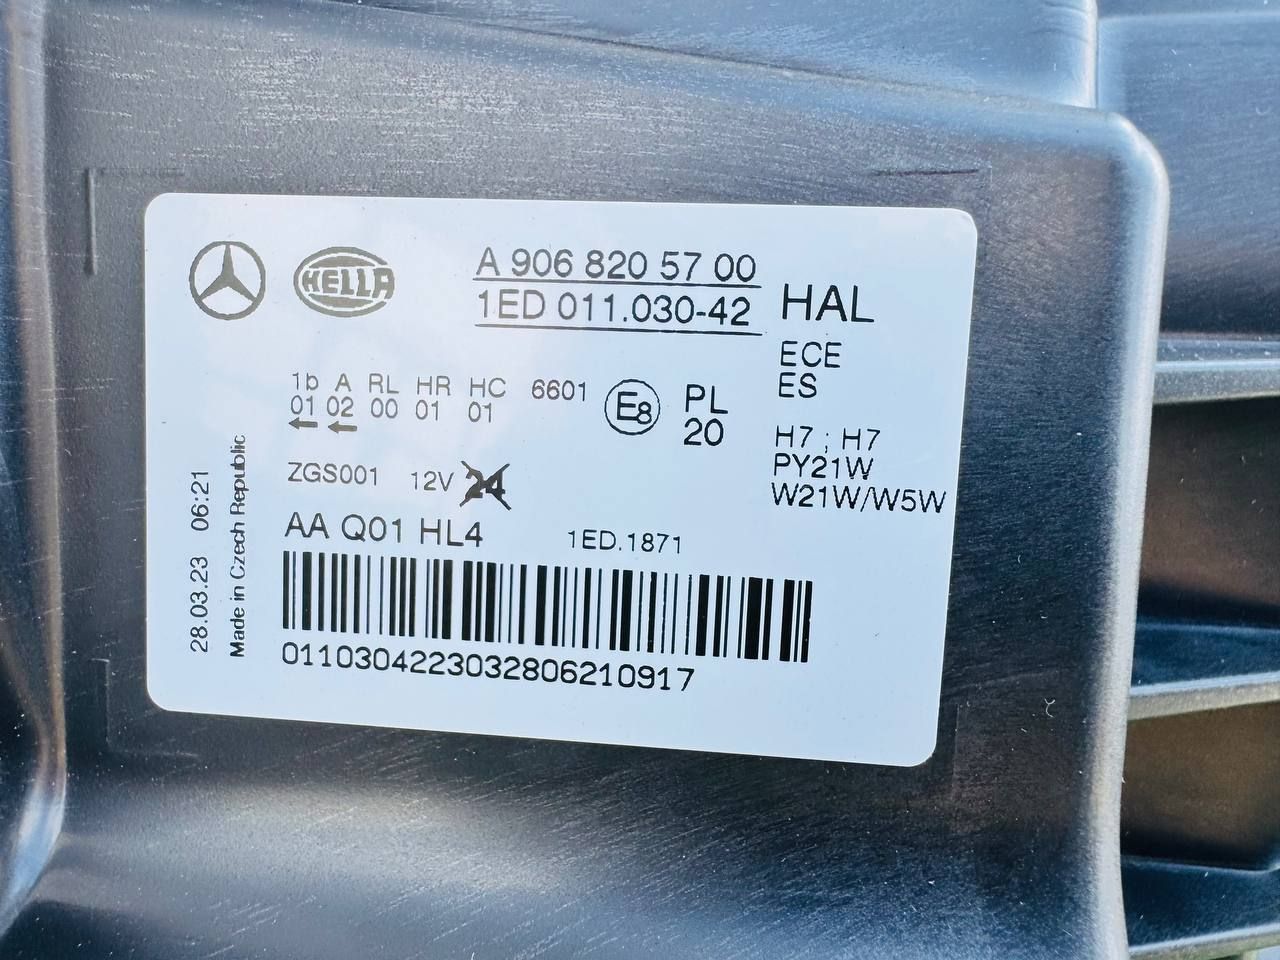 HELLA
A 906 820 57 00
1ED 011.030-42
HAL
ECE
ES
1b A RL HR HC 6601
01 02 00 01 01
E8
PL
20
H7 ; H7
PY21W
W21W/W5W
ZGS001 12V 24
AA Q01 HL4 1ED.1871
28.03.23 06:21
Made in Czech Republic
0110304223032806210917